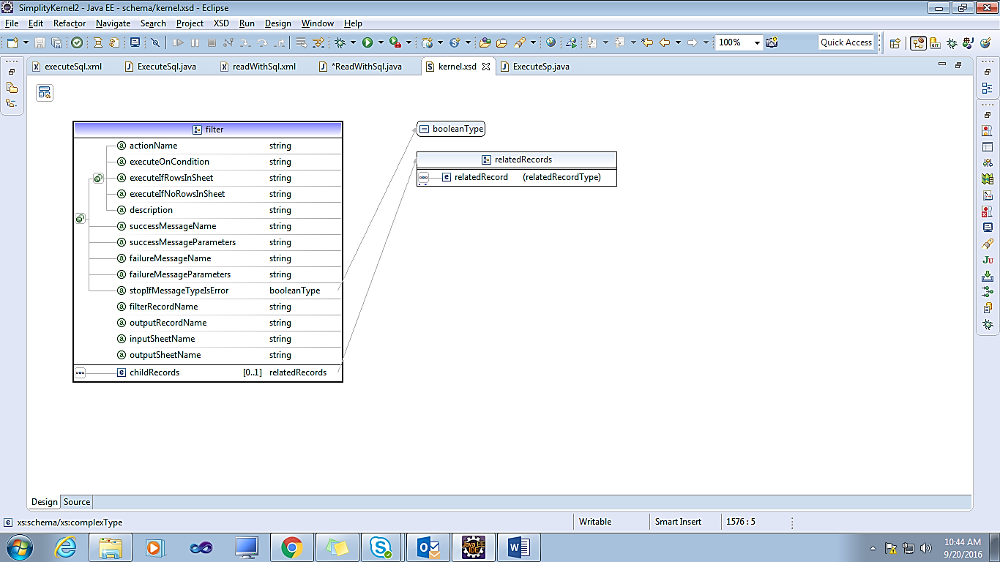 SimplityKernel2 - Java EE - schema/kernel.xsd - Eclipse
File Edit Refactor Navigate Search Project XSD Run Design Window Help
100% Quick Access
executeSql.xml ExecuteSql.java readWithSql.xml *ReadWithSql.java kernel.xsd ExecuteSp.java
filter
actionName string
executeOnCondition string
executeIfRowsInSheet string
executeIfNoRowsInSheet string
description string
successMessageName string
successMessageParameters string
failureMessageName string
failureMessageParameters string
stopIfMessageTypeIsError booleanType
filterRecordName string
outputRecordName string
inputSheetName string
outputSheetName string
childRecords [0..1] relatedRecords
booleanType
relatedRecords
relatedRecord (relatedRecordType)
Design Source
xs:schema/xs:complexType Writable Smart Insert 1576 : 5
Java EE
IDE
10:44 AM
9/20/2016